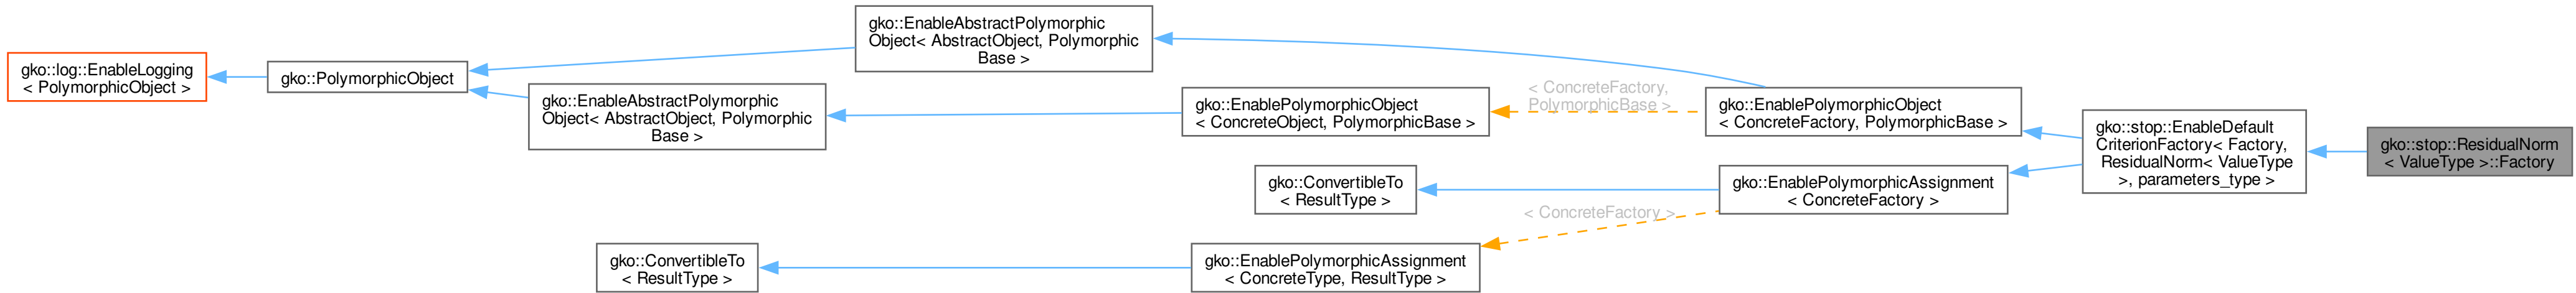 gko::log::EnableLogging
< PolymorphicObject >
gko::PolymorphicObject
gko::EnableAbstractPolymorphic
Object< AbstractObject, Polymorphic
Base >
gko::EnableAbstractPolymorphic
Object< AbstractObject, Polymorphic
Base >
gko::EnablePolymorphicObject
< ConcreteObject, PolymorphicBase >
< ConcreteFactory,
PolymorphicBase >
gko::EnablePolymorphicObject
< ConcreteFactory, PolymorphicBase >
gko::ConvertibleTo
< ResultType >
gko::EnablePolymorphicAssignment
< ConcreteFactory >
< ConcreteFactory >
gko::ConvertibleTo
< ResultType >
gko::EnablePolymorphicAssignment
< ConcreteType, ResultType >
gko::stop::EnableDefault
CriterionFactory< Factory,
ResidualNorm< ValueType
>, parameters_type >
gko::stop::ResidualNorm
< ValueType >::Factory